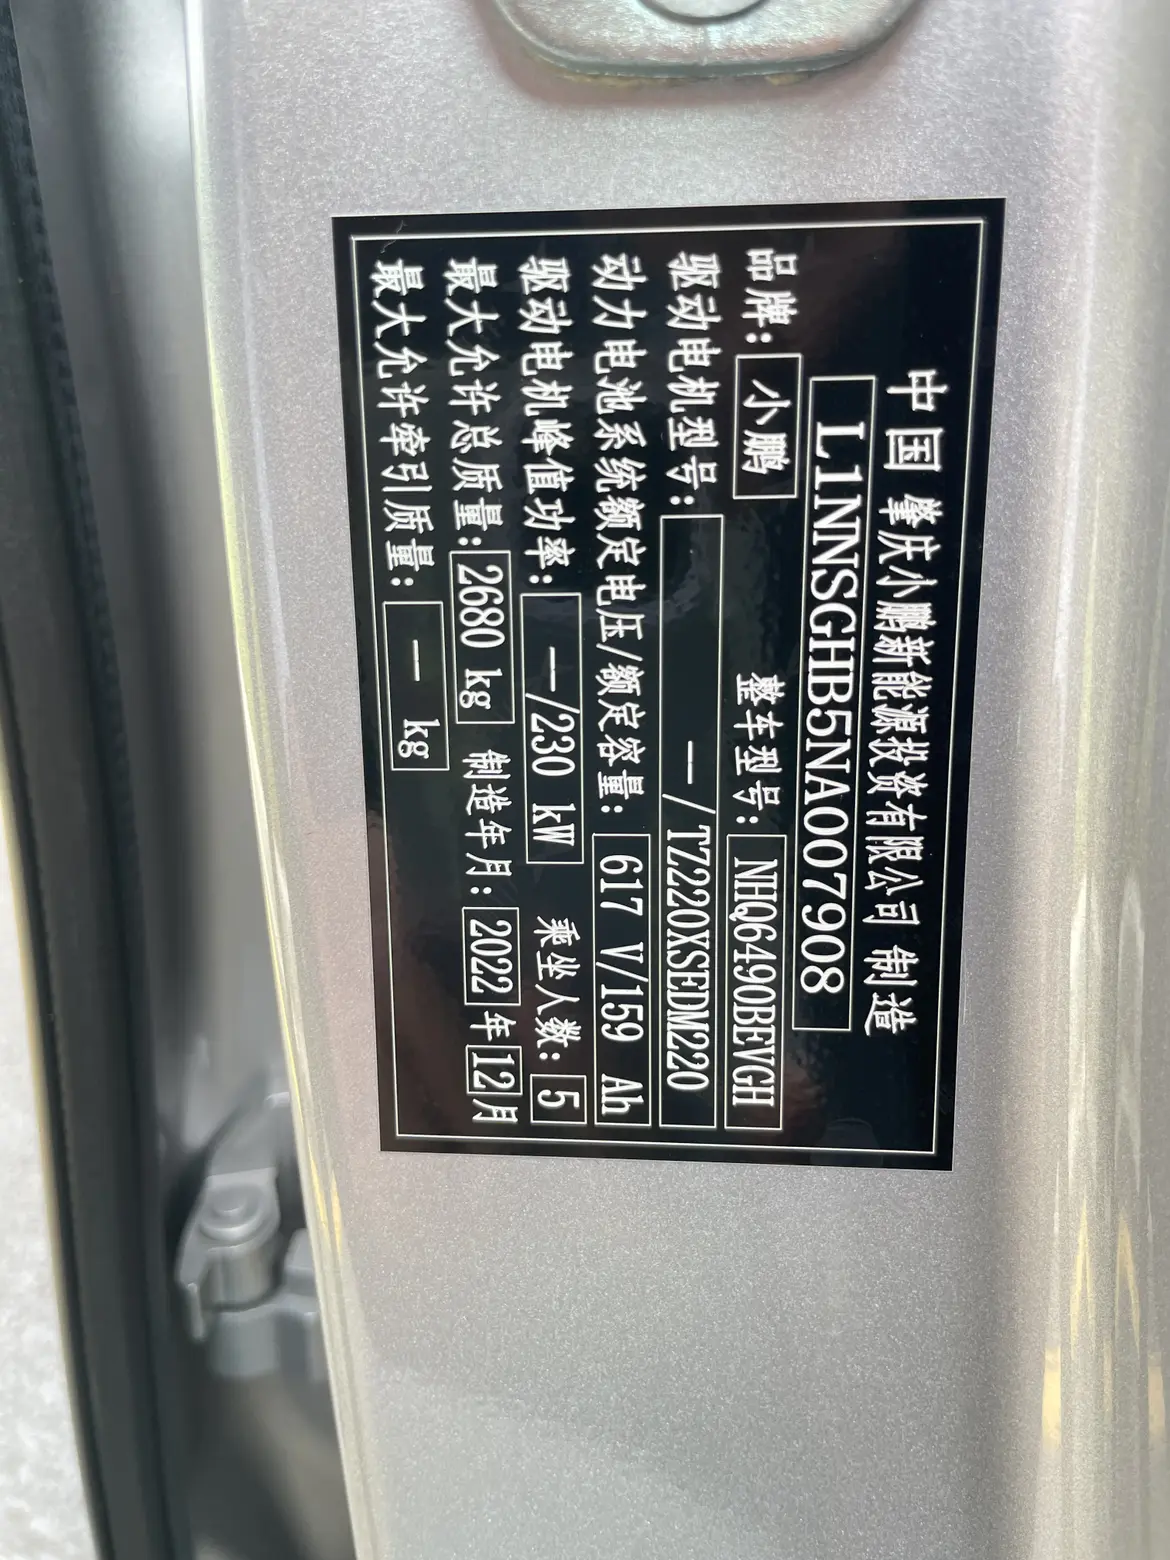 中国 肇庆小鹏新能源投资有限公司 制造
L1NNSGHB5NA007908
品牌: 小鹏 整车型号: NHQ6490BEVGH
驱动电机型号: —/TZ220XSEDM220
动力电池系统额定电压/额定容量: 617 V/159 Ah
驱动电机峰值功率: —/230 kW 乘坐人数: 5
最大允许总质量: 2680 kg 制造年月: 2022 年 12 月
最大允许牵引质量: — kg